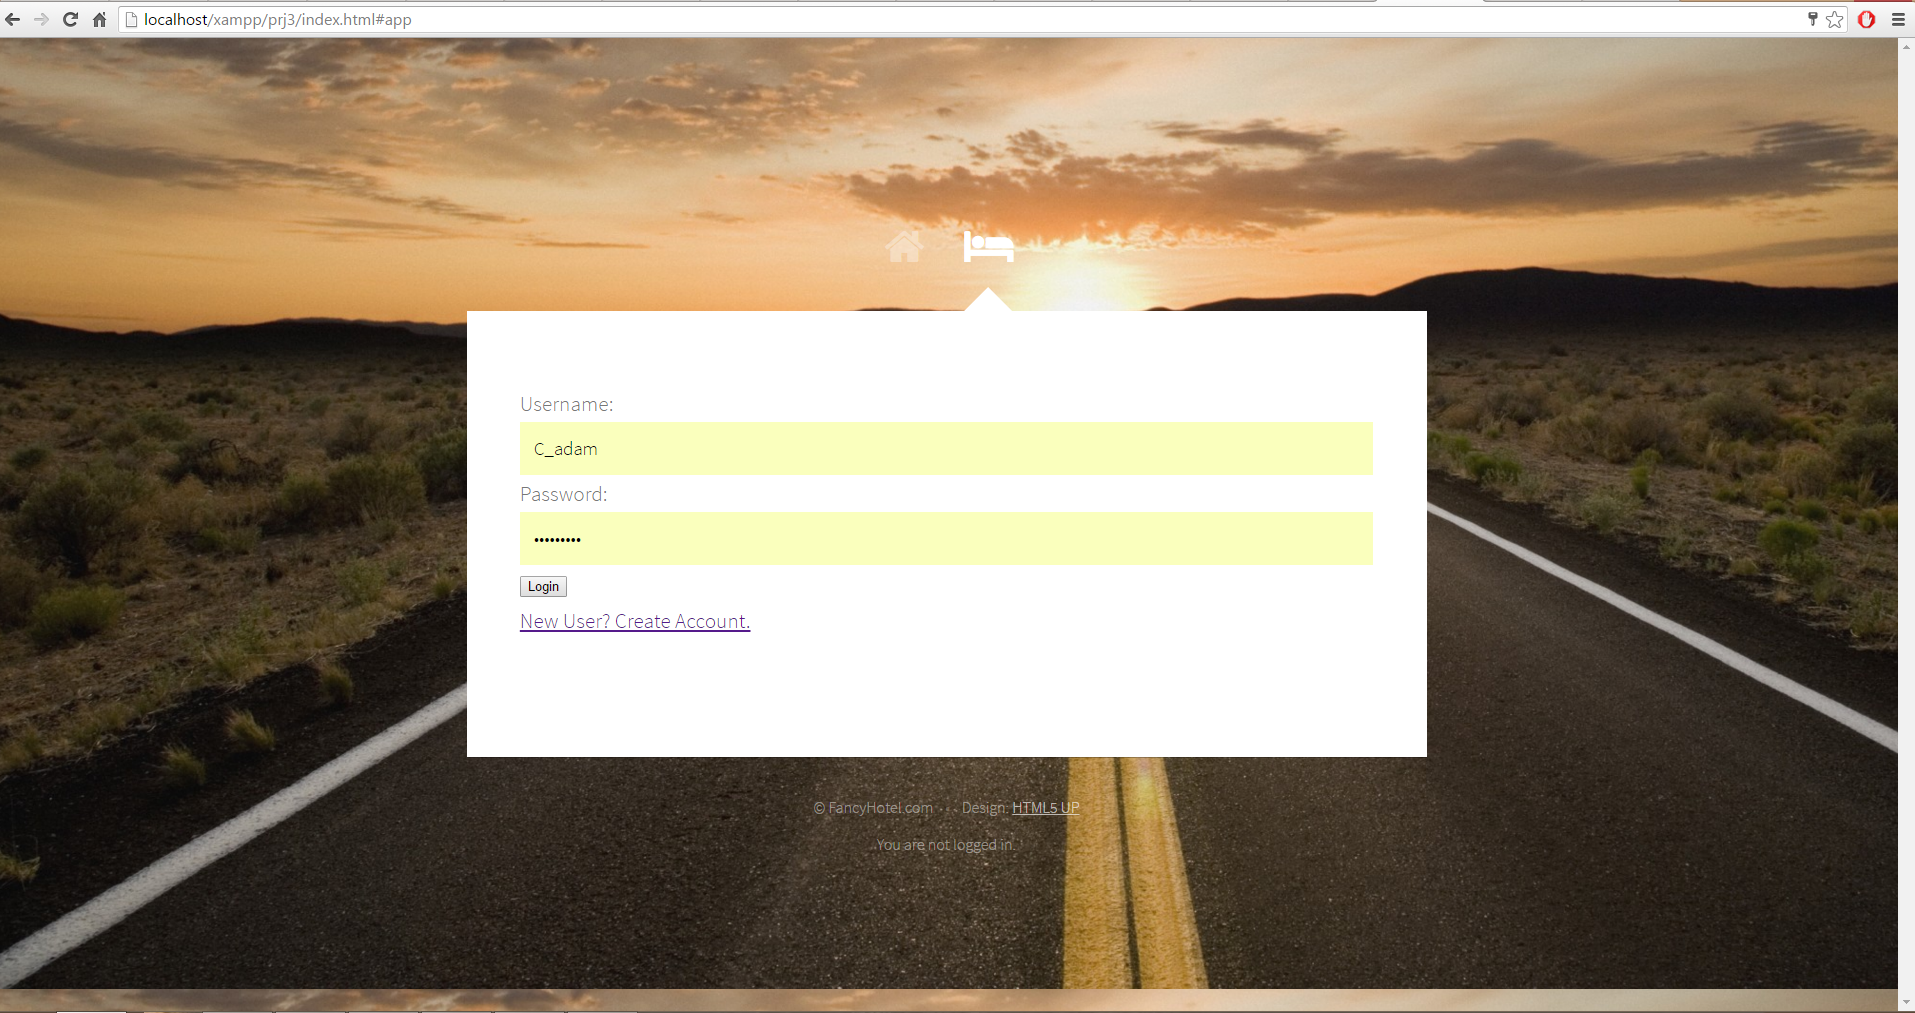 localhost/xampp/prj3/index.html#app
Username:
C_adam
Password:
•••••••••
Login
New User? Create Account.
© FancyHotel.com · · · Design: HTML5 UP
You are not logged in.